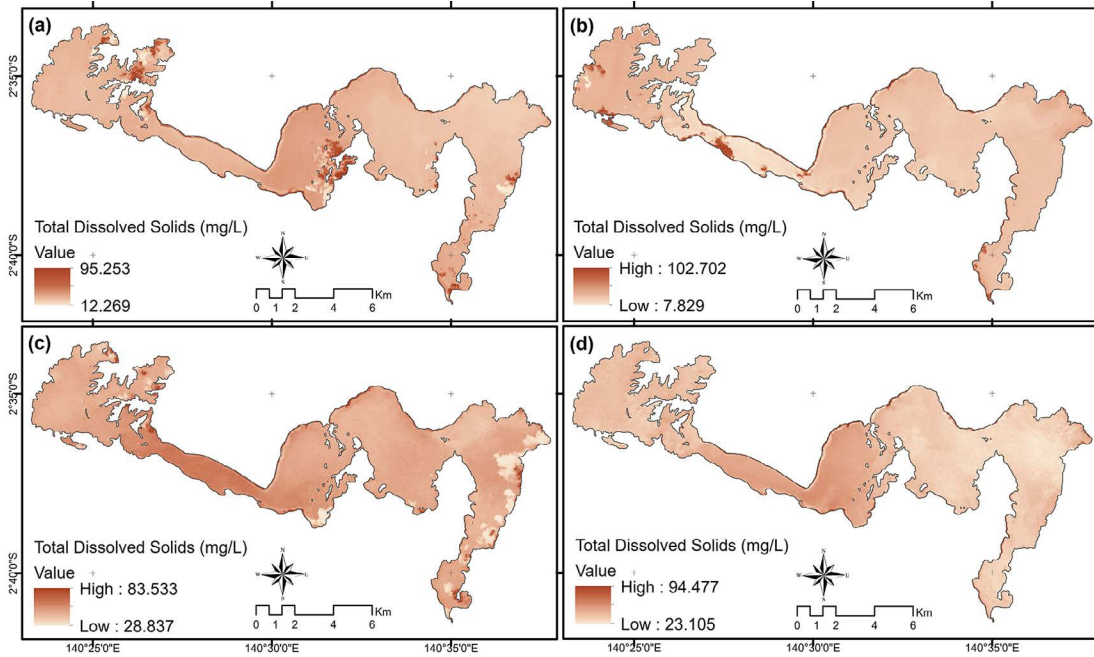 (a)
2°35'0"S
2°40'0"S
Total Dissolved Solids (mg/L)
Value
95.253
12.269
N
W
S
0 1 2 4 6
Km
(b)
Total Dissolved Solids (mg/L)
Value
High : 102.702
Low : 7.829
N
W
S
0 1 2 4 6
Km
(c)
2°35'0"S
2°40'0"S
Total Dissolved Solids (mg/L)
Value
High : 83.533
Low : 28.837
N
W
S
0 1 2 4 6
Km
(d)
Total Dissolved Solids (mg/L)
Value
High : 94.477
Low : 23.105
N
W
S
0 1 2 4 6
Km
140°25'0"E 140°30'0"E 140°35'0"E 140°25'0"E 140°30'0"E 140°35'0"E